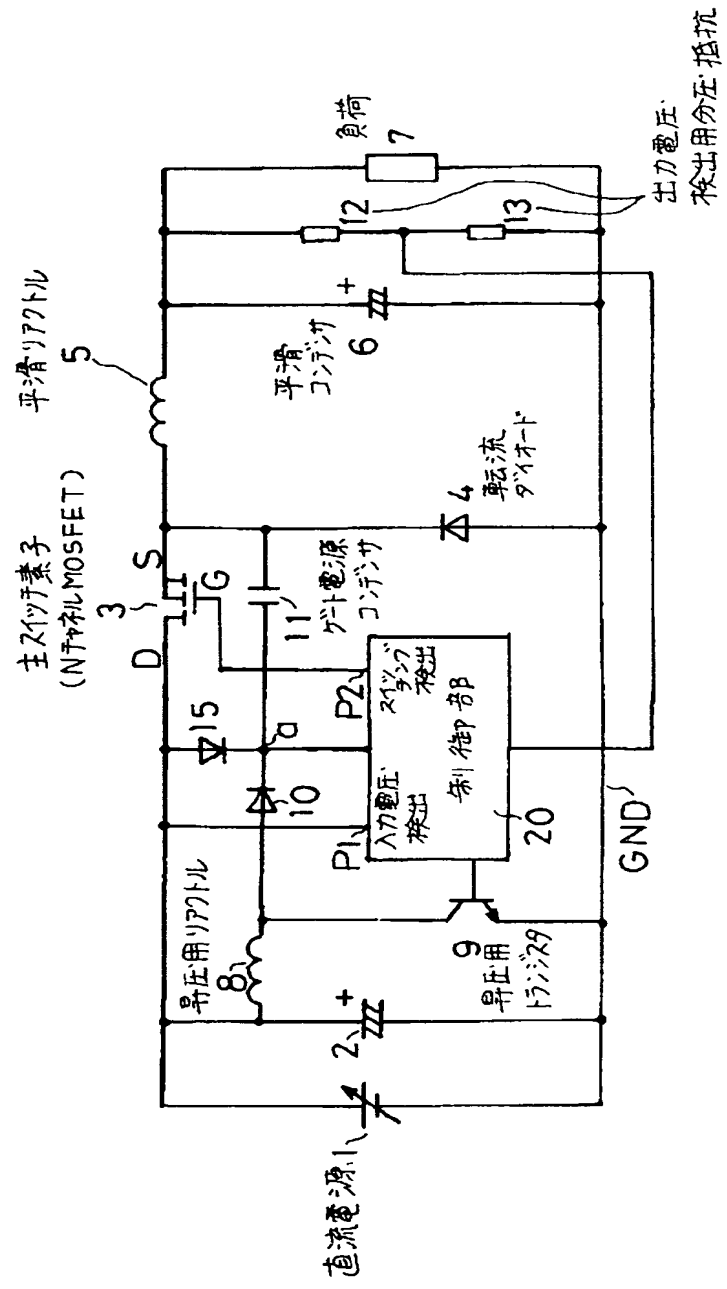 主スイッチ素子
(NチャネルMOSFET)
3
D
S
G
平滑リアクトル
5
昇圧用リアクトル
8
15
10
a
11
ゲート電源
コンデンサ
平滑
コンデンサ
6
+
12
負荷
7
13
出力電圧
検出用分圧抵抗
直流電源
1
2
+
9
昇圧用
トランジスタ
P1
P2
入力電圧
検出
スイッ
チング
検出
制御部
20
4
転流
ダイオード
GND